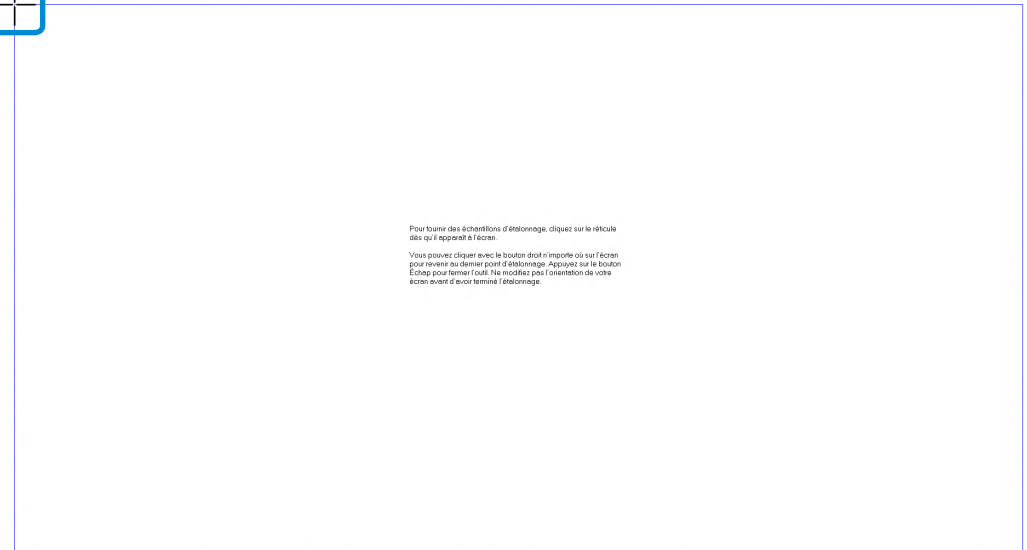 Pour fournir des échantillons d'étalonnage, cliquez sur le réticule
dès qu'il apparaît à l'écran.
Vous pouvez cliquer avec le bouton droit n'importe où sur l'écran
pour revenir au dernier point d'étalonnage. Appuyez sur le bouton
Échap pour fermer l'outil. Ne modifiez pas l'orientation de votre
écran avant d'avoir terminé l'étalonnage.